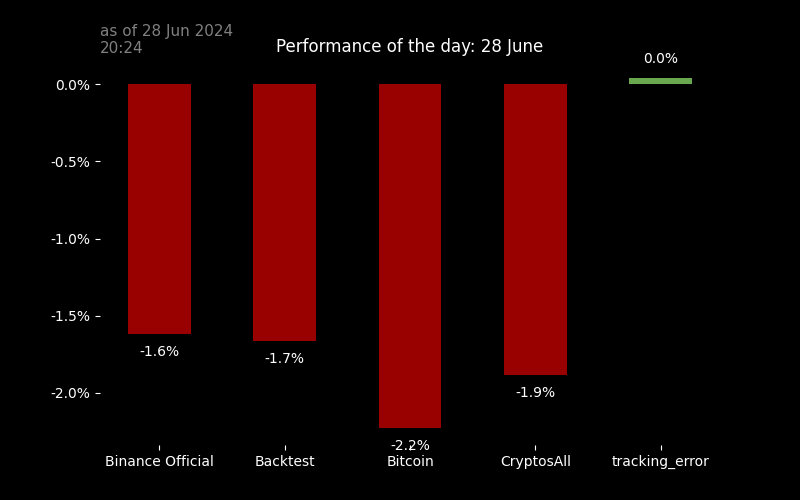 as of 28 Jun 2024
20:24
Performance of the day: 28 June
0.0%
0.0%
-0.5%
-1.0%
-1.5%
-2.0%
-1.6%
-1.7%
-2.2%
-1.9%
Binance Official
Backtest
Bitcoin
CryptosAll
tracking_error